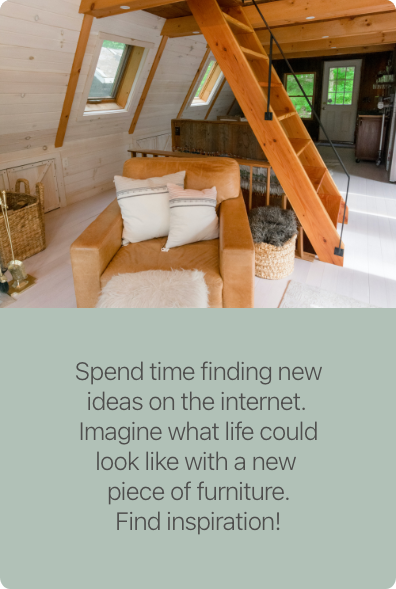 Spend time finding new
ideas on the internet.
Imagine what life could
look like with a new
piece of furniture.
Find inspiration!